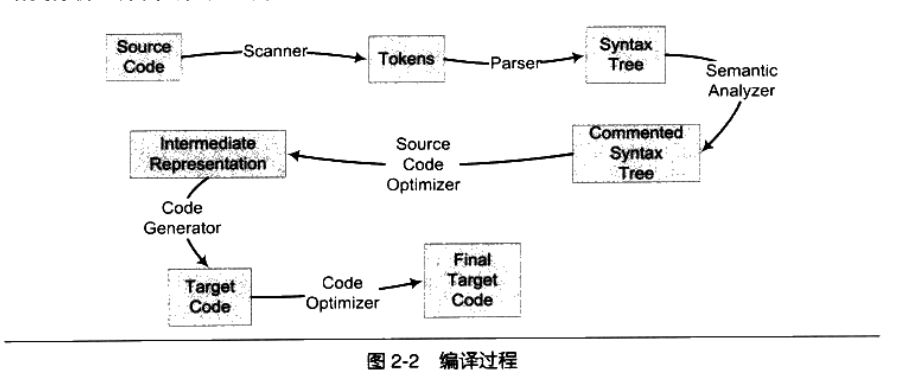 Source
Code
Scanner
Tokens
Parser
Syntax
Tree
Semantic
Analyzer
Commented
Syntax
Tree
Source
Code
Optimizer
Intermediate
Representation
Code
Generator
Target
Code
Code
Optimizer
Final
Target
Code
图 2-2 编译过程